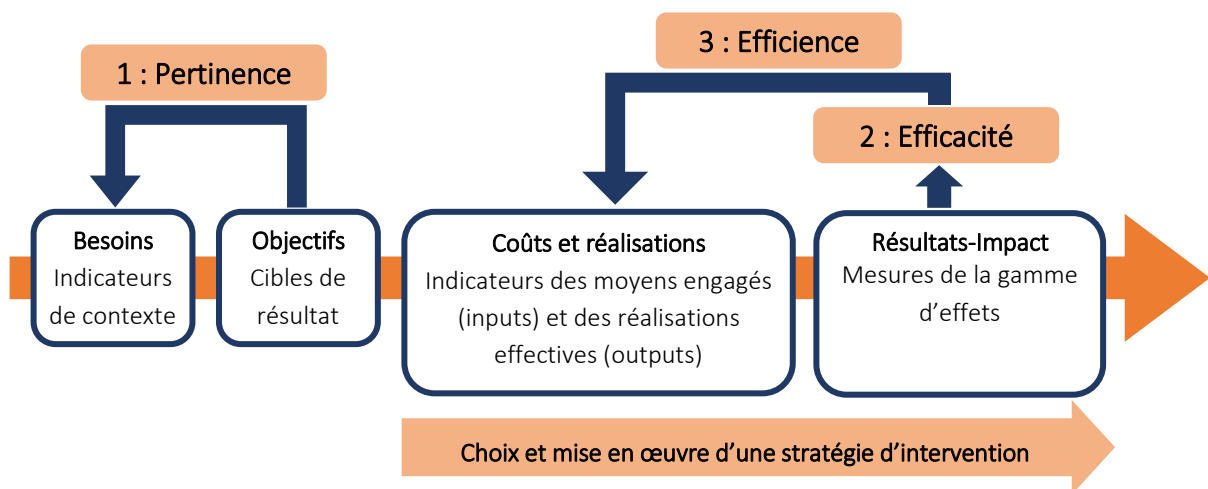 3 : Efficience
1 : Pertinence
2 : Efficacité
Besoins
Indicateurs
de contexte
Objectifs
Cibles de
résultat
Coûts et réalisations
Indicateurs des moyens engagés
(inputs) et des réalisations
effectives (outputs)
Résultats-Impact
Mesures de la gamme
d’effets
Choix et mise en œuvre d’une stratégie d’intervention